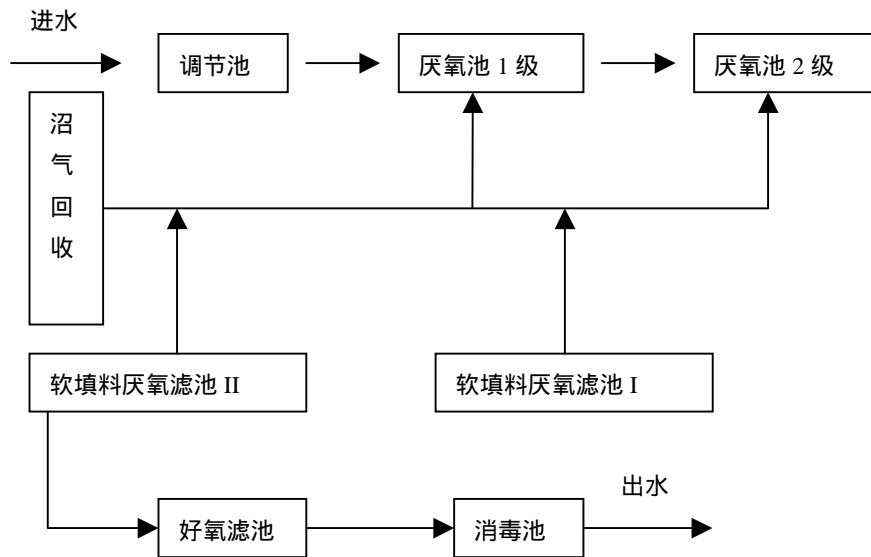 进水
调节池
厌氧池 1 级
厌氧池 2 级
沼
气
回
收
软填料厌氧滤池 II
软填料厌氧滤池 I
好氧滤池
消毒池
出水